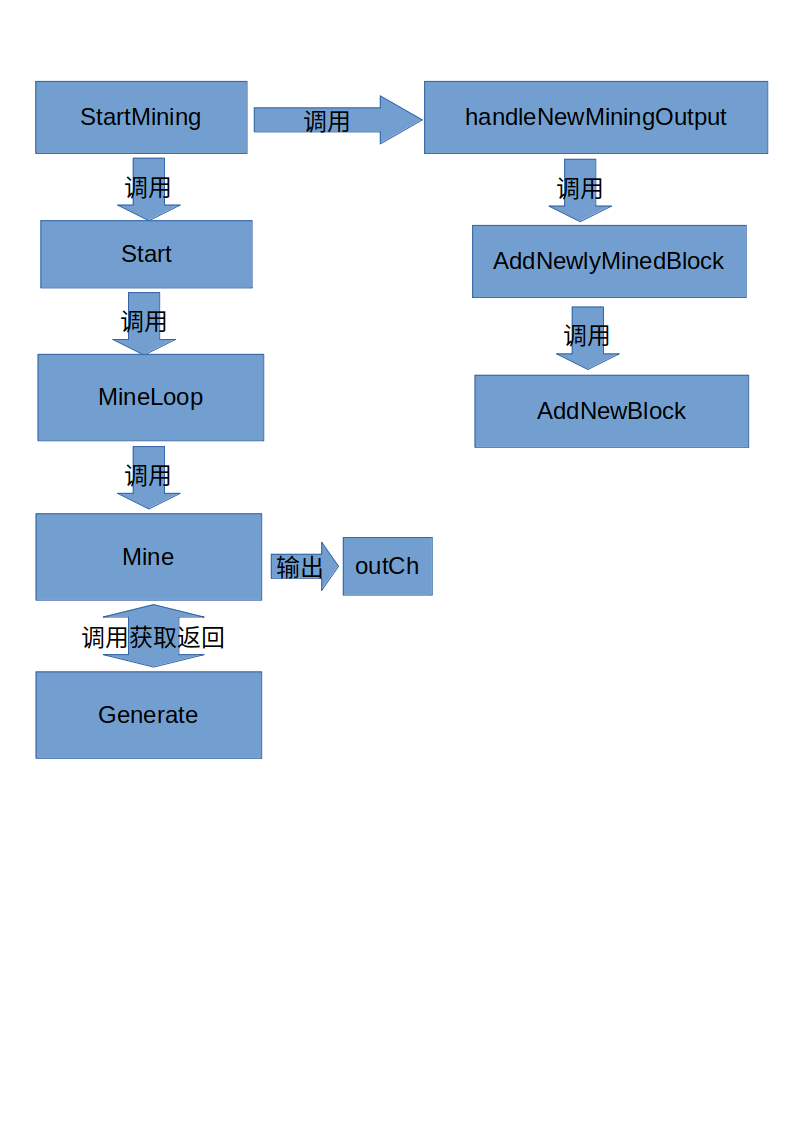 StartMining
调用
handleNewMiningOutput
调用
调用
Start
AddNewlyMinedBlock
调用
调用
MineLoop
AddNewBlock
调用
Mine
输出
outCh
调用获取返回
Generate